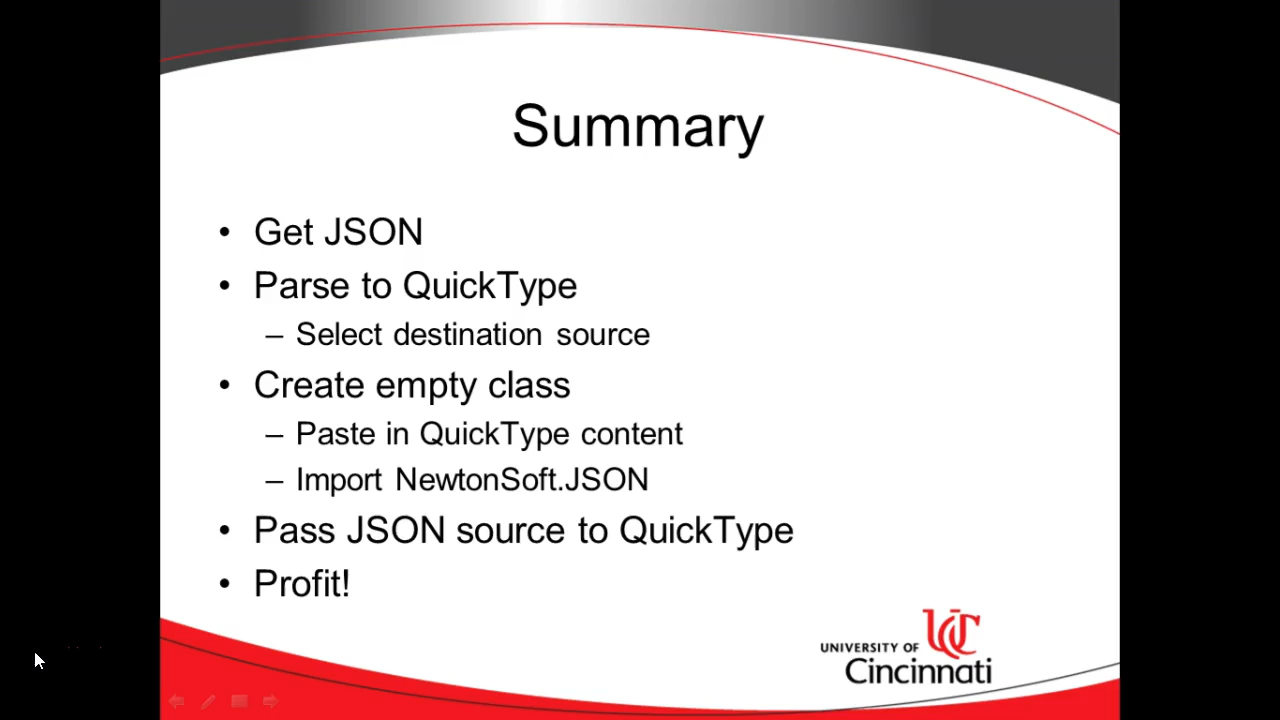 Summary
• Get JSON
• Parse to QuickType
– Select destination source
• Create empty class
– Paste in QuickType content
– Import NewtonSoft.JSON
• Pass JSON source to QuickType
• Profit!
UC
UNIVERSITY OF
Cincinnati